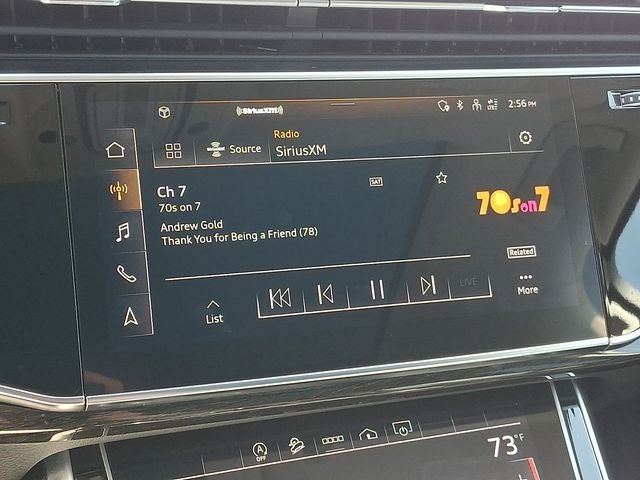 ((SiriusXM))
LTE
2:56 PM
Radio
Source
SiriusXM
Ch 7
SAT
70s on 7
70s on 7
Andrew Gold
Thank You for Being a Friend (78)
Related
LIVE
List
More
A
OFF
73°F